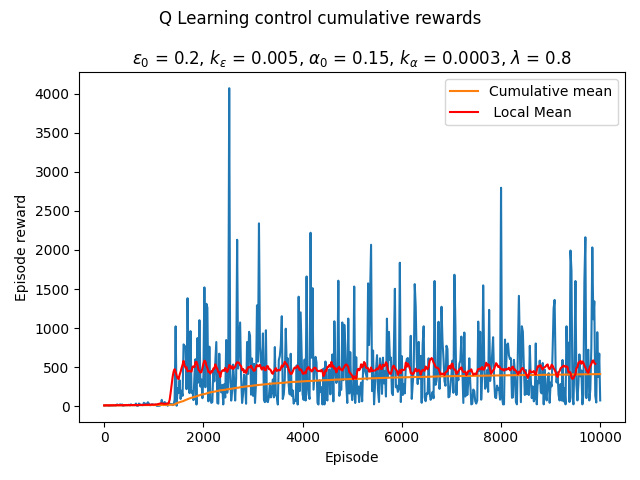 Q Learning control cumulative rewards
ε₀ = 0.2, kε = 0.005, α₀ = 0.15, kα = 0.0003, λ = 0.8
Cumulative mean
Local Mean
Episode reward
4000
3500
3000
2500
2000
1500
1000
500
0
0 2000 4000 6000 8000 10000
Episode